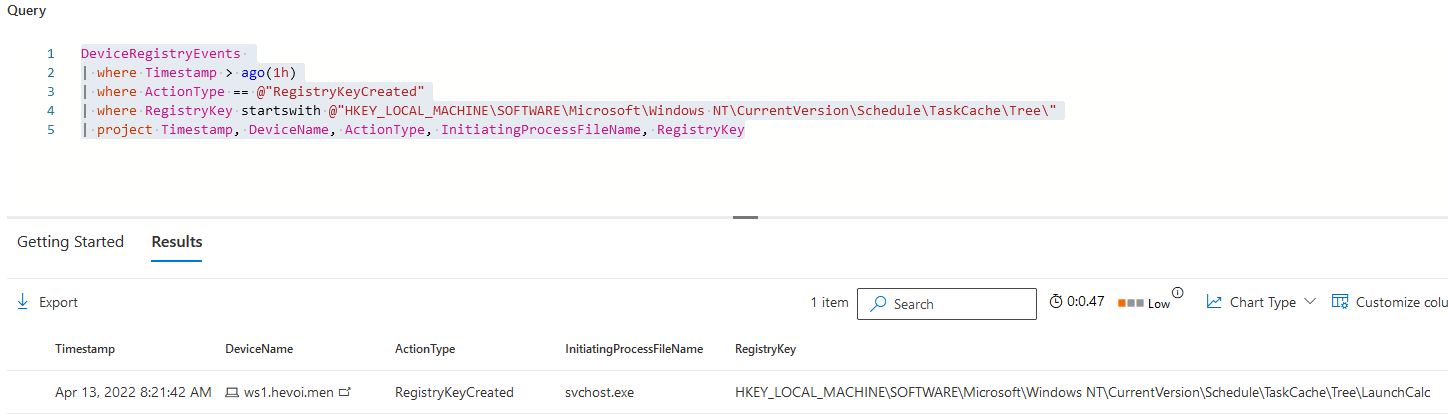 Query
1 DeviceRegistryEvents
2 | where Timestamp > ago(1h)
3 | where ActionType == @"RegistryKeyCreated"
4 | where RegistryKey startswith @"HKEY_LOCAL_MACHINE\SOFTWARE\Microsoft\Windows NT\CurrentVersion\Schedule\TaskCache\Tree\"
5 | project Timestamp, DeviceName, ActionType, InitiatingProcessFileName, RegistryKey
Getting Started Results
Export 1 item Search 0:0.47 Low Chart Type Customize colu
Timestamp DeviceName ActionType InitiatingProcessFileName RegistryKey
Apr 13, 2022 8:21:42 AM ws1.hevoi.men RegistryKeyCreated svchost.exe HKEY_LOCAL_MACHINE\SOFTWARE\Microsoft\Windows NT\CurrentVersion\Schedule\TaskCache\Tree\LaunchCalc